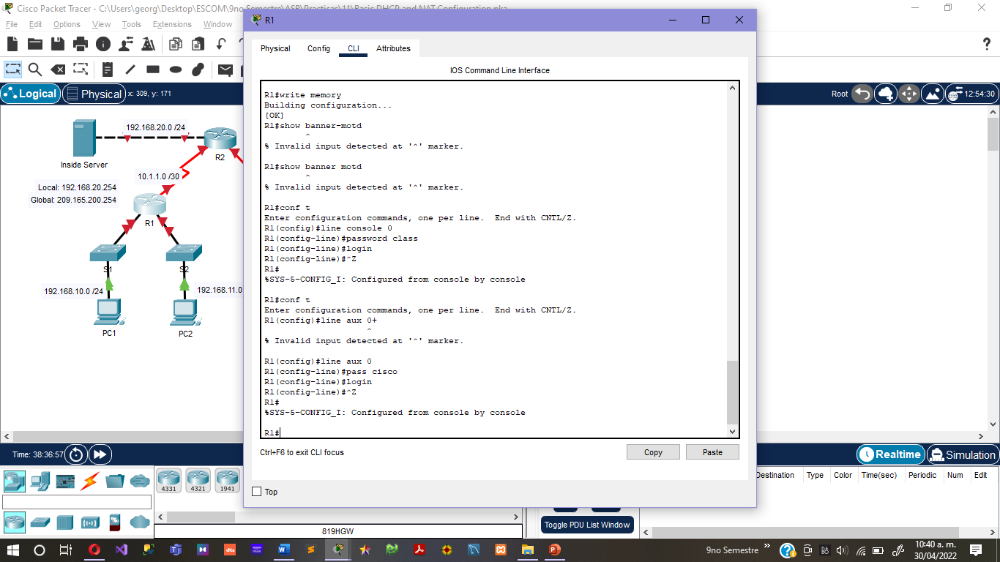 Cisco Packet Tracer - C:\Users\georg\Desktop\ESCOM\9no Semestre\ASR\Practicas\11\Basic DHCP and NAT Configuration.pka
File Edit Options View Tools Extensions Window
R1
Physical Config CLI Attributes
IOS Command Line Interface
R1#write memory
Building configuration...
[OK]
R1#show banner-motd
^
% Invalid input detected at '^' marker.
R1#show banner motd
^
% Invalid input detected at '^' marker.
R1#conf t
Enter configuration commands, one per line. End with CNTL/Z.
R1(config)#line console 0
R1(config-line)#password class
R1(config-line)#login
R1(config-line)#^Z
R1#
%SYS-5-CONFIG_I: Configured from console by console
R1#conf t
Enter configuration commands, one per line. End with CNTL/Z.
R1(config)#line aux 0+
^
% Invalid input detected at '^' marker.
R1(config)#line aux 0
R1(config-line)#pass cisco
R1(config-line)#login
R1(config-line)#^Z
R1#
%SYS-5-CONFIG_I: Configured from console by console
R1#
Ctrl+F6 to exit CLI focus
Copy Paste
Top
Logical Physical x: 309, y: 171
Root 12:54:30
192.168.20.0 /24
Inside Server
R2
10.1.1.0 /30
Local: 192.168.20.254
Global: 209.165.200.254
R1
S1 S2
192.168.10.0 /24
192.168.11.0
PC1 PC2
Time: 38:36:57
Realtime Simulation
4331 4321 1941
819HGW
Destination Type Color Time(sec) Periodic Num Edit
Toggle PDU List Window
9no Semestre
10:40 a. m.
30/04/2022